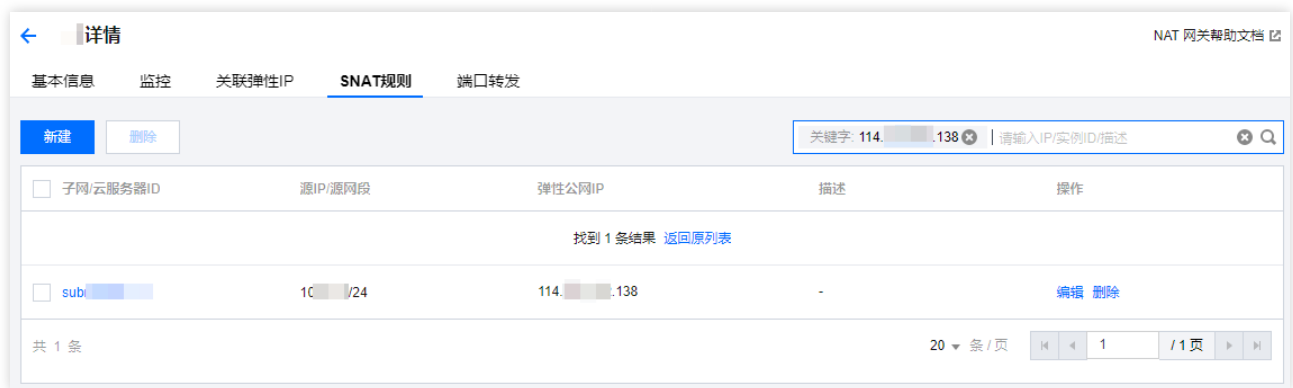 详情
NAT 网关帮助文档
基本信息 监控 关联弹性IP SNAT规则 端口转发
新建 删除 关键字: 114. .138 请输入IP/实例ID/描述
子网/云服务器ID 源IP/源网段 弹性公网IP 描述 操作
找到 1 条结果 返回原列表
sub 10 /24 114. .138 - 编辑 删除
共 1 条 20 条 / 页 1 / 1 页